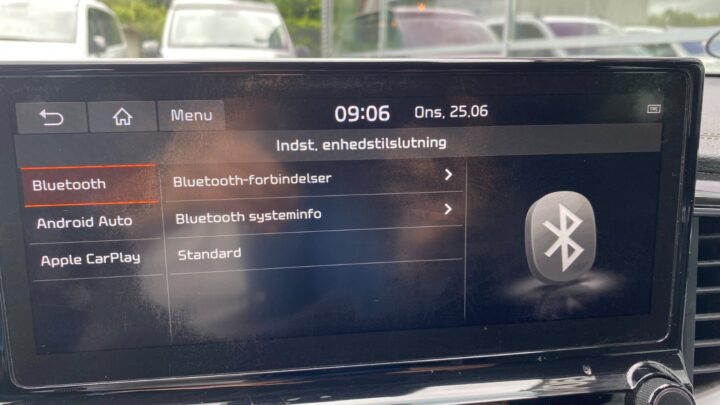 Menu
09:06
Ons, 25.06
Indst. enhedstilslutning
Bluetooth
Bluetooth-forbindelser
Android Auto
Bluetooth systeminfo
Apple CarPlay
Standard